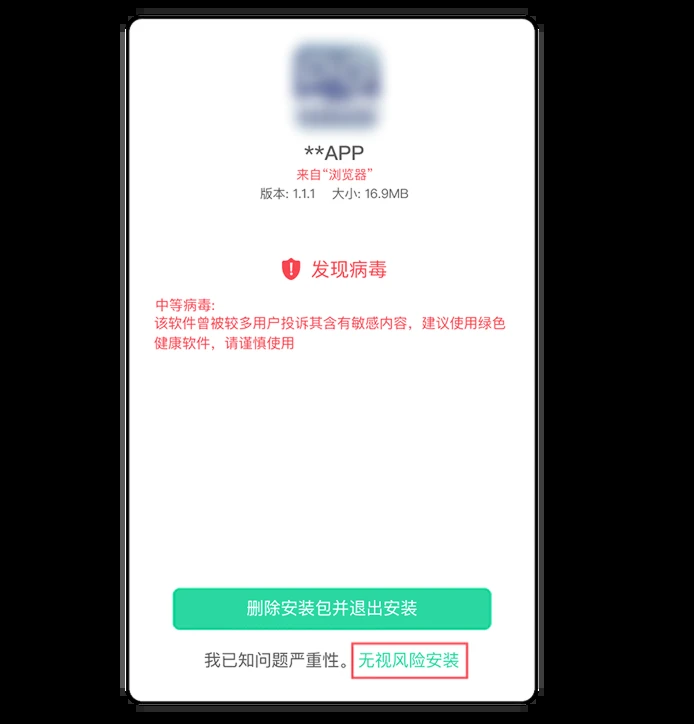 **APP
来自“浏览器”
版本: 1.1.1 大小: 16.9MB
发现病毒
中等病毒:
该软件曾被较多用户投诉其含有敏感内容，建议使用绿色
健康软件，请谨慎使用
删除安装包并退出安装
我已知问题严重性。无视风险安装